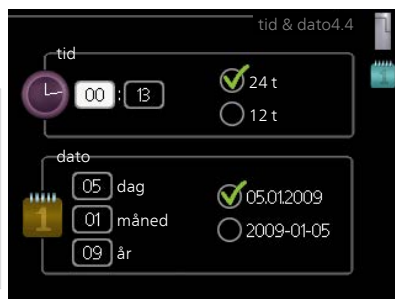 tid & dato4.4
tid
00 : 13
24 t
12 t
dato
05 dag
01 måned
09 år
05.01.2009
2009-01-05
1
1